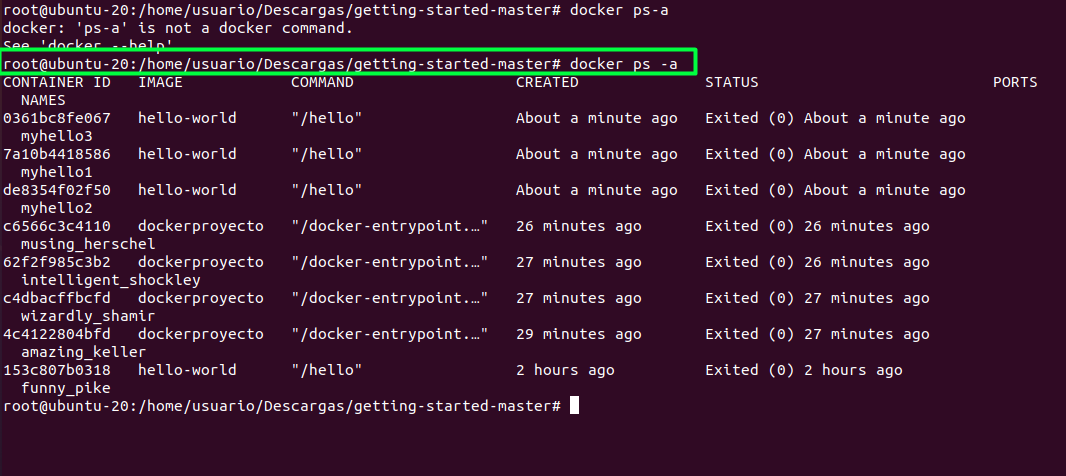 root@ubuntu-20:/home/usuario/Descargas/getting-started-master# docker ps-a
docker: 'ps-a' is not a docker command.
See 'docker --help'
root@ubuntu-20:/home/usuario/Descargas/getting-started-master# docker ps -a
CONTAINER ID   IMAGE            COMMAND                  CREATED              STATUS                          PORTS
  NAMES
0361bc8fe067   hello-world      "/hello"                 About a minute ago   Exited (0) About a minute ago
  myhello3
7a10b4418586   hello-world      "/hello"                 About a minute ago   Exited (0) About a minute ago
  myhello1
de8354f02f50   hello-world      "/hello"                 About a minute ago   Exited (0) About a minute ago
  myhello2
c6566c3c4110   dockerproyecto   "/docker-entrypoint.…"   26 minutes ago       Exited (0) 26 minutes ago
  musing_herschel
62f2f985c3b2   dockerproyecto   "/docker-entrypoint.…"   27 minutes ago       Exited (0) 26 minutes ago
  intelligent_shockley
c4dbacffbcfd   dockerproyecto   "/docker-entrypoint.…"   27 minutes ago       Exited (0) 27 minutes ago
  wizardly_shamir
4c4122804bfd   dockerproyecto   "/docker-entrypoint.…"   29 minutes ago       Exited (0) 27 minutes ago
  amazing_keller
153c807b0318   hello-world      "/hello"                 2 hours ago          Exited (0) 2 hours ago
  funny_pike
root@ubuntu-20:/home/usuario/Descargas/getting-started-master#